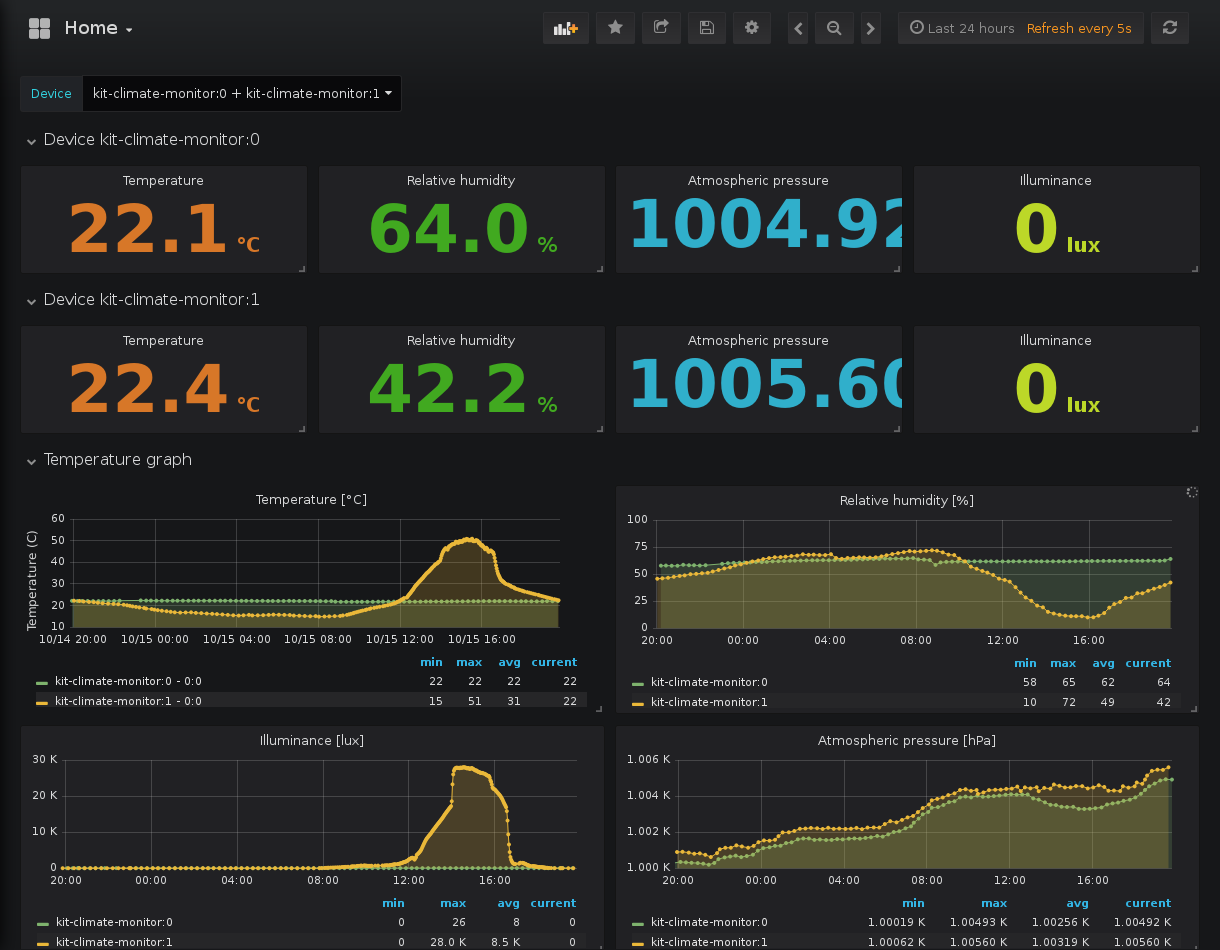 Home
Last 24 hours Refresh every 5s
Device kit-climate-monitor:0 + kit-climate-monitor:1
Device kit-climate-monitor:0
Temperature Relative humidity Atmospheric pressure Illuminance
22.1 °C 64.0 % 1004.92 0 lux
Device kit-climate-monitor:1
Temperature Relative humidity Atmospheric pressure Illuminance
22.4 °C 42.2 % 1005.60 0 lux
Temperature graph
Temperature [°C]
Temperature (C)
60
50
40
30
20
10
10/14 20:00 10/15 00:00 10/15 04:00 10/15 08:00 10/15 12:00 10/15 16:00
min max avg current
kit-climate-monitor:0 - 0:0 22 22 22 22
kit-climate-monitor:1 - 0:0 15 51 31 22
Relative humidity [%]
100
75
50
25
0
20:00 00:00 04:00 08:00 12:00 16:00
min max avg current
kit-climate-monitor:0 58 65 62 64
kit-climate-monitor:1 10 72 49 42
Illuminance [lux]
30 K
20 K
10 K
0
20:00 00:00 04:00 08:00 12:00 16:00
min max avg current
kit-climate-monitor:0 0 26 8 0
kit-climate-monitor:1 0 28.0 K 8.5 K 0
Atmospheric pressure [hPa]
1.006 K
1.004 K
1.002 K
1.000 K
20:00 00:00 04:00 08:00 12:00 16:00
min max avg current
kit-climate-monitor:0 1.00019 K 1.00493 K 1.00256 K 1.00492 K
kit-climate-monitor:1 1.00062 K 1.00560 K 1.00319 K 1.00560 K